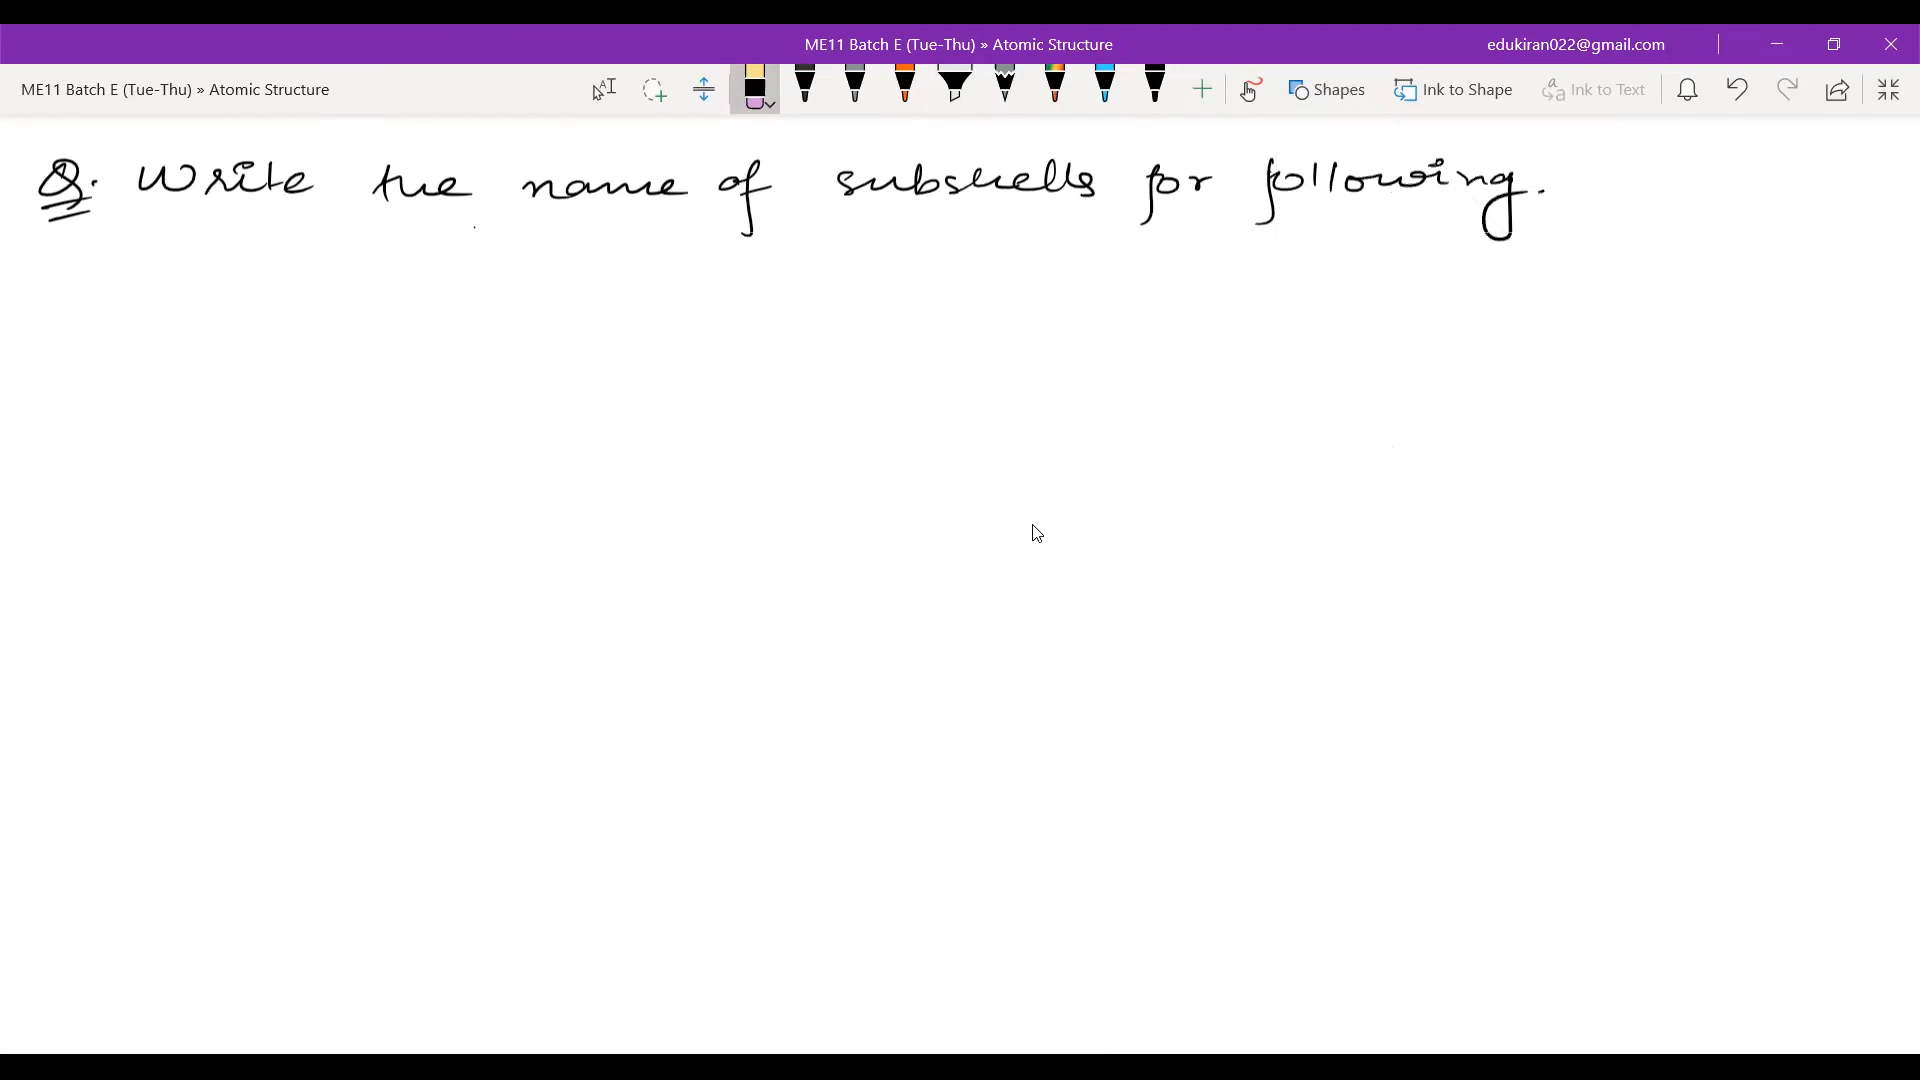 ME11 Batch E (Tue-Thu) » Atomic Structure edukiran022@gmail.com
ME11 Batch E (Tue-Thu) » Atomic Structure Shapes Ink to Shape Ink to Text
Q. Write the name of subshells for following.